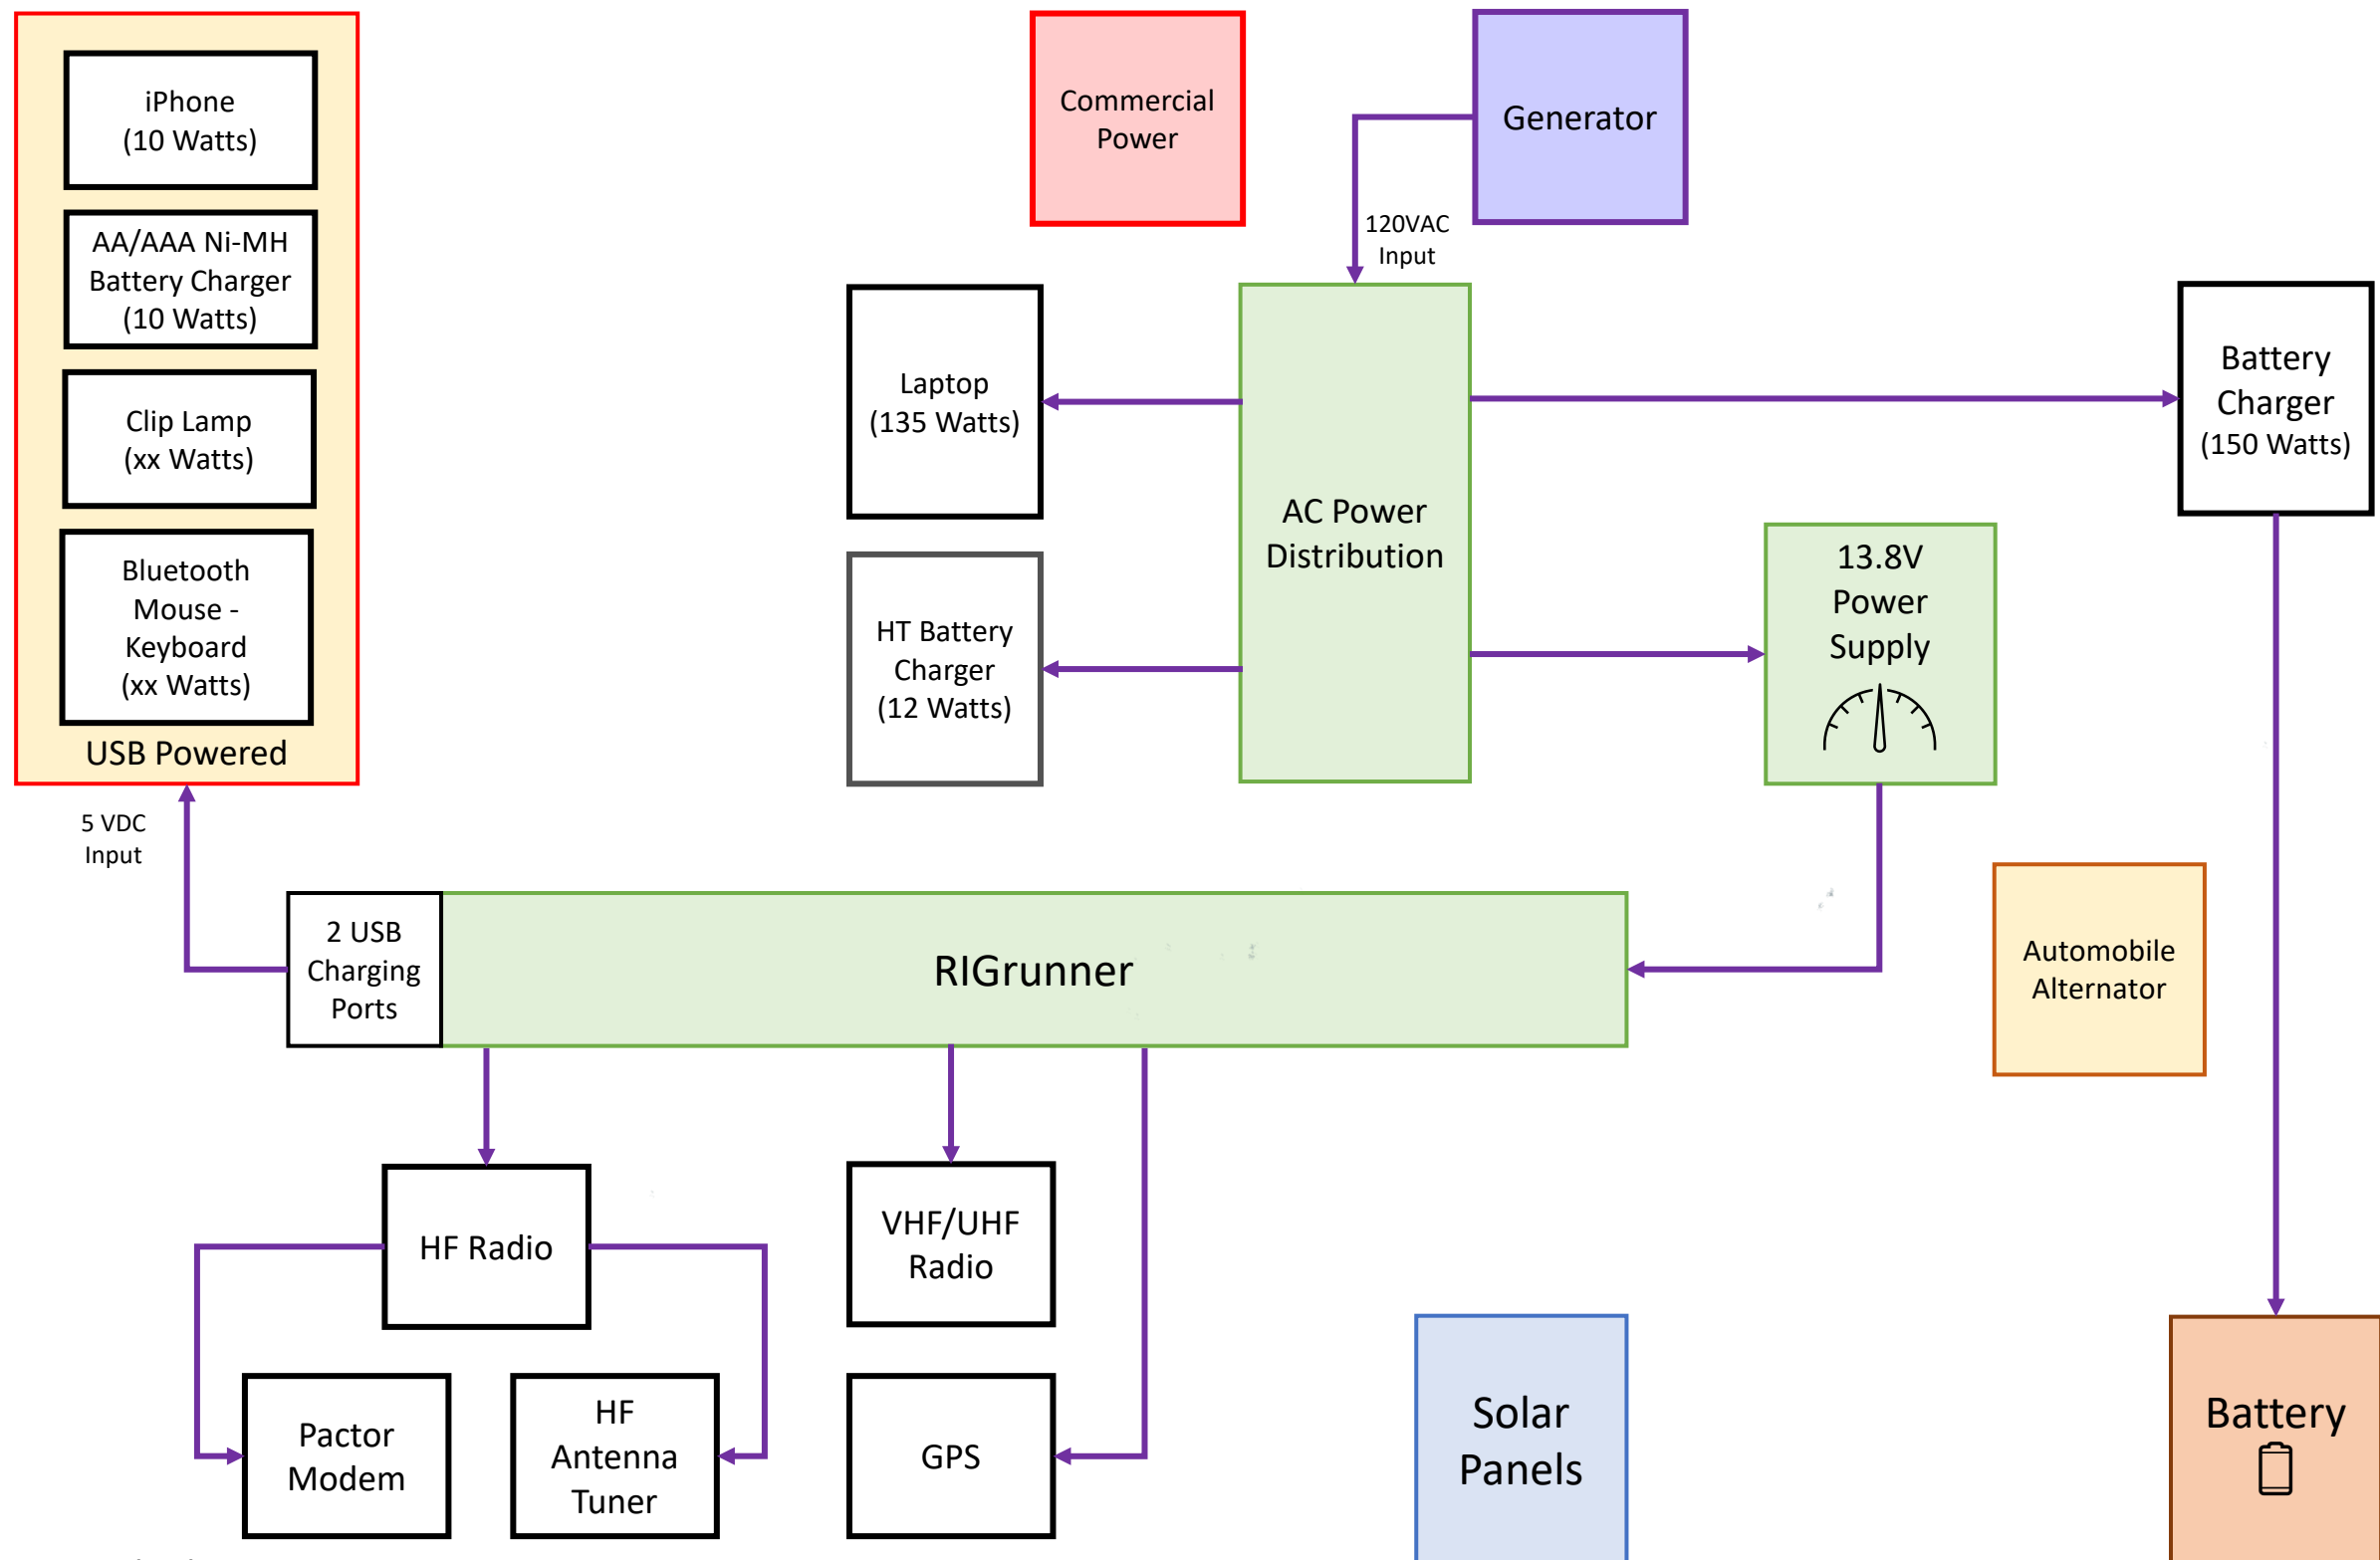 iPhone
(10 Watts)
AA/AAA Ni-MH
Battery Charger
(10 Watts)
Clip Lamp
(xx Watts)
Bluetooth
Mouse -
Keyboard
(xx Watts)
USB Powered
5 VDC
Input
Commercial
Power
Generator
120VAC
Input
Laptop
(135 Watts)
HT Battery
Charger
(12 Watts)
AC Power
Distribution
13.8V
Power
Supply
Battery
Charger
(150 Watts)
2 USB
Charging
Ports
RIGrunner
Automobile
Alternator
HF Radio
VHF/UHF
Radio
Pactor
Modem
HF
Antenna
Tuner
GPS
Solar
Panels
Battery